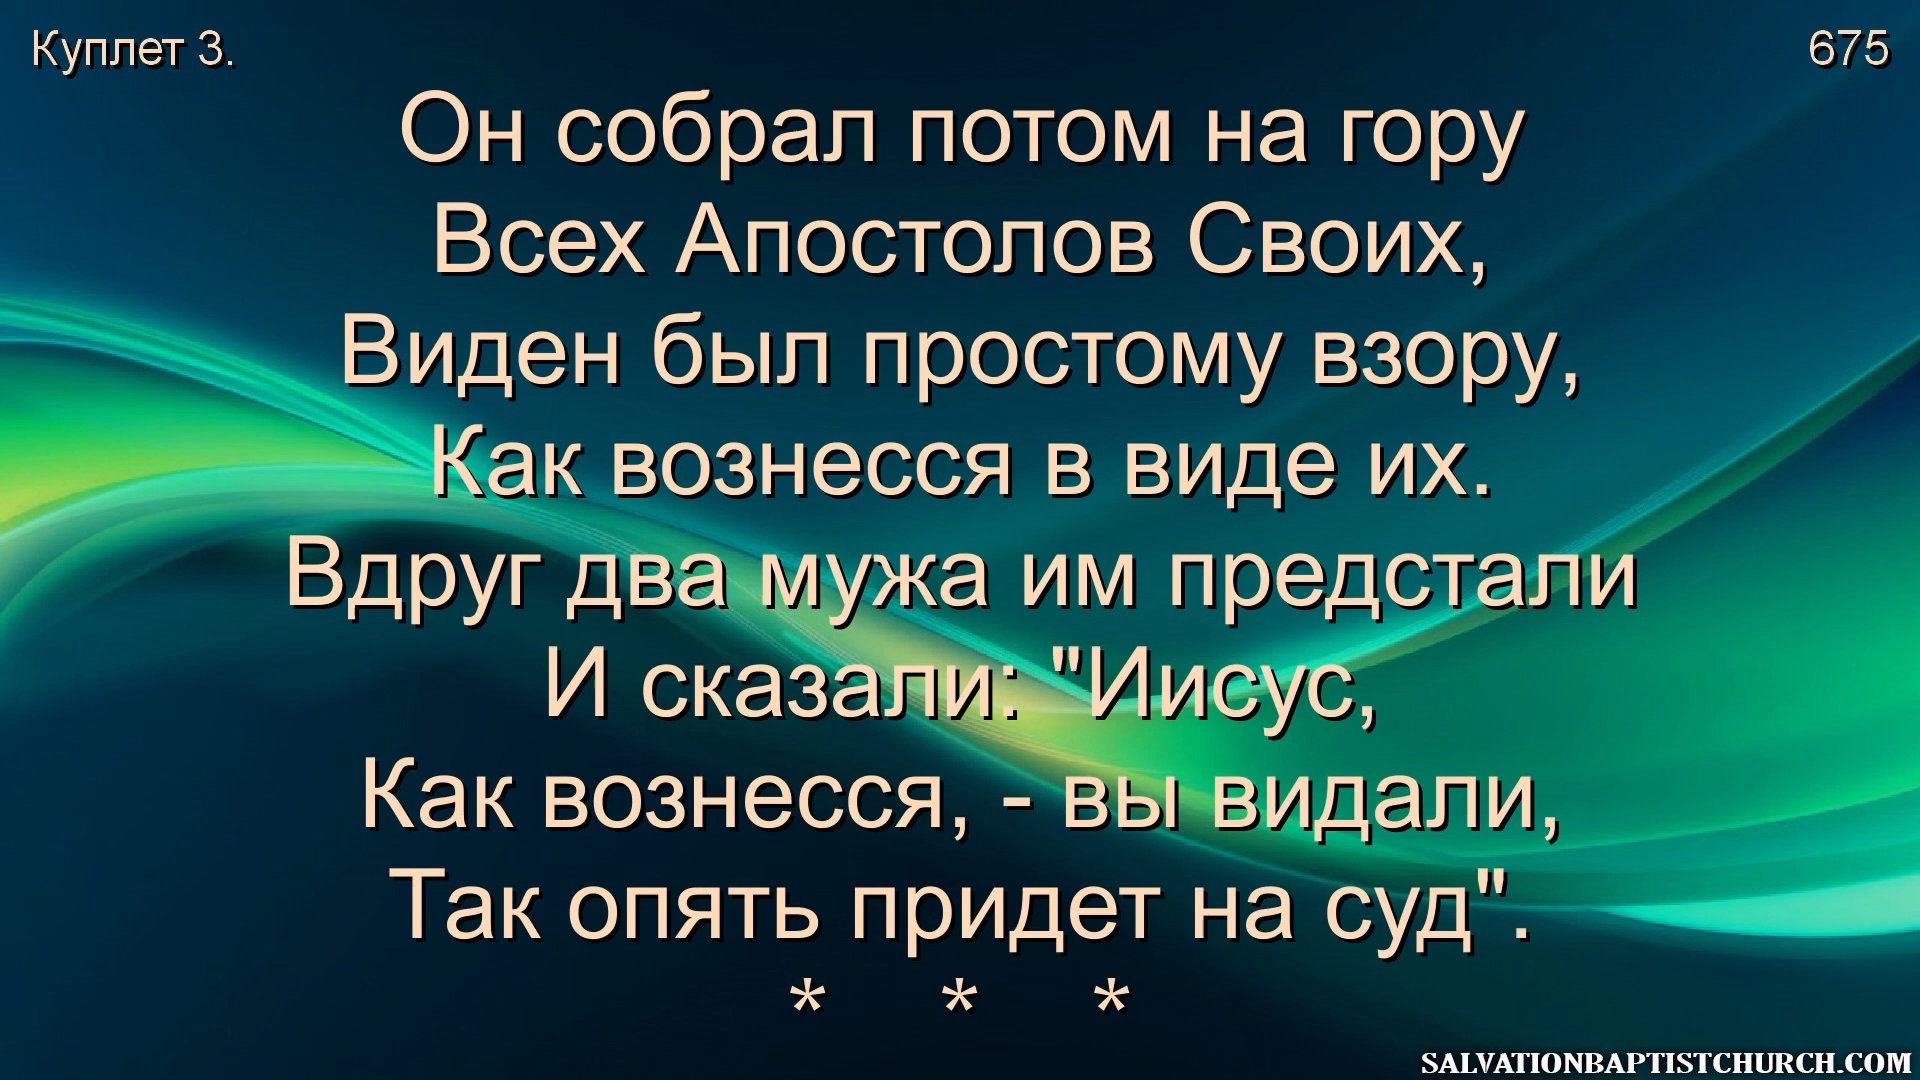 Куплет 3.
675
Он собрал потом на гору
Всех Апостолов Своих,
Виден был простому взору,
Как вознесся в виде их.
Вдруг два мужа им предстали
И сказали: "Иисус,
Как вознесся, - вы видали,
Так опять придет на суд".
* * *
SALVATIONBAPTISTCHURCH.COM